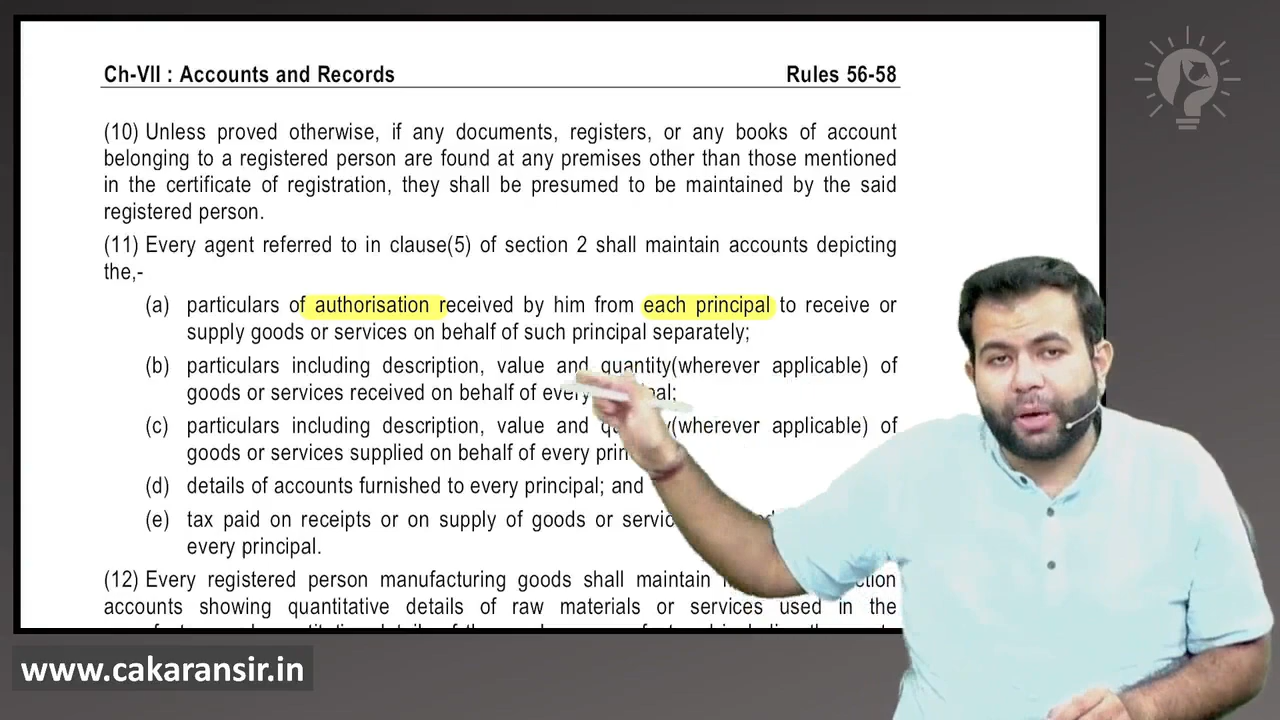 Ch-VII : Accounts and Records Rules 56-58
(10) Unless proved otherwise, if any documents, registers, or any books of account
belonging to a registered person are found at any premises other than those mentioned
in the certificate of registration, they shall be presumed to be maintained by the said
registered person.
(11) Every agent referred to in clause(5) of section 2 shall maintain accounts depicting
the,-
(a) particulars of authorisation received by him from each principal to receive or
supply goods or services on behalf of such principal separately;
(b) particulars including description, value and quantity(wherever applicable) of
goods or services received on behalf of every
(c) particulars including description, value and (wherever applicable) of
goods or services supplied on behalf of every
(d) details of accounts furnished to every principal; and
(e) tax paid on receipts or on supply of goods or
every principal.
(12) Every registered person manufacturing goods shall maintain
accounts showing quantitative details of raw materials or services used in the
www.cakaransir.in